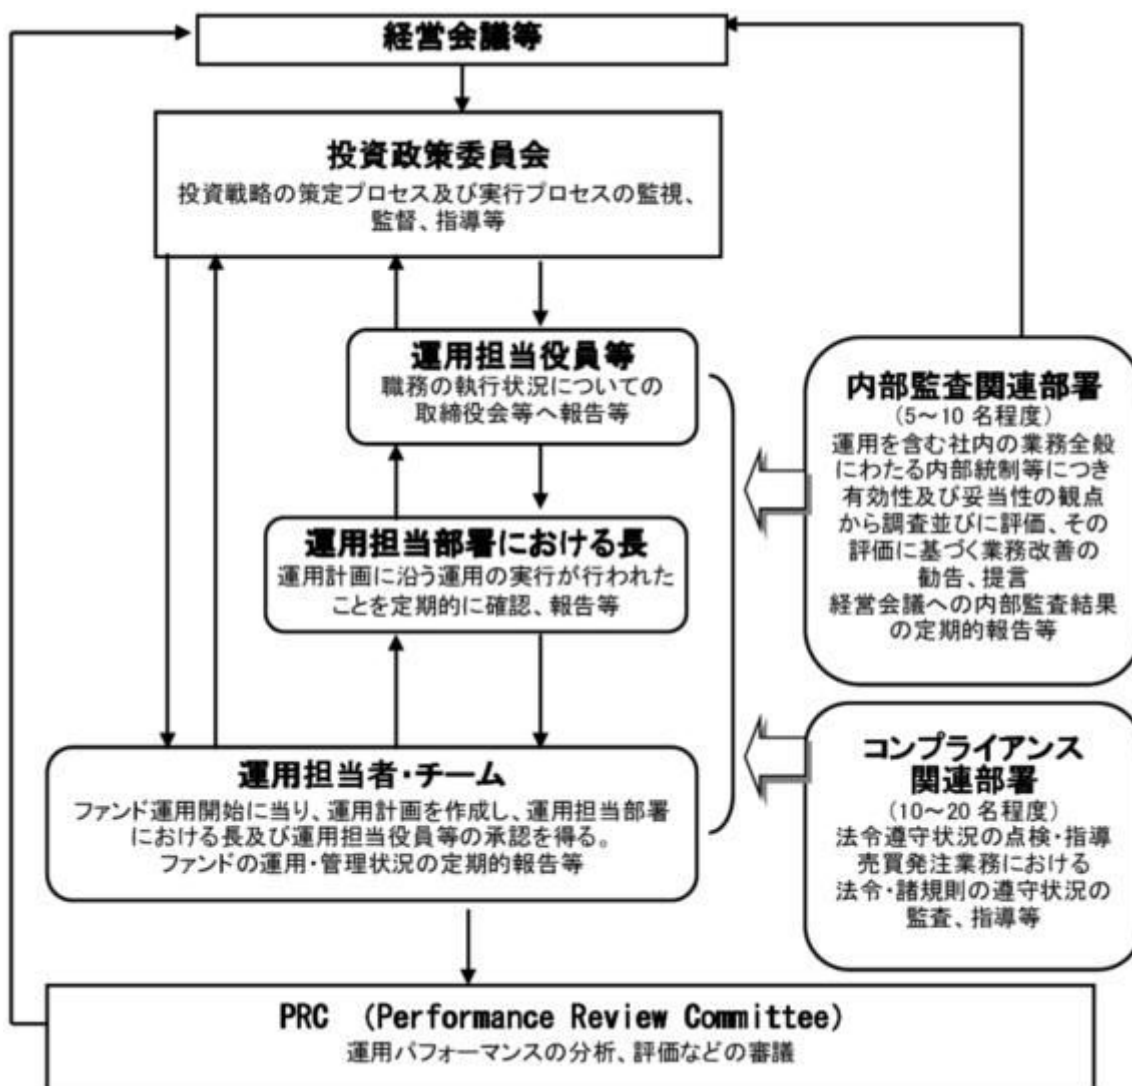 経営会議等
投資政策委員会
投資戦略の策定プロセス及び実行プロセスの監視、
監督、指導等
運用担当役員等
職務の執行状況についての
取締役会等へ報告等
運用担当部署における長
運用計画に沿う運用の実行が行われた
ことを定期的に確認、報告等
運用担当者・チーム
ファンド運用開始に当り、運用計画を作成し、運用担当部署
における長及び運用担当役員等の承認を得る。
ファンドの運用・管理状況の定期的報告等
内部監査関連部署
(5～10 名程度)
運用を含む社内の業務全般
にわたる内部統制等につき
有効性及び妥当性の観点
から調査並びに評価、その
評価に基づく業務改善の
勧告、提言
経営会議への内部監査結果
の定期的報告等
コンプライアンス
関連部署
(10～20 名程度)
法令遵守状況の点検・指導
売買発注業務における
法令・諸規則の遵守状況の
監査、指導等
PRC (Performance Review Committee)
運用パフォーマンスの分析、評価などの審議